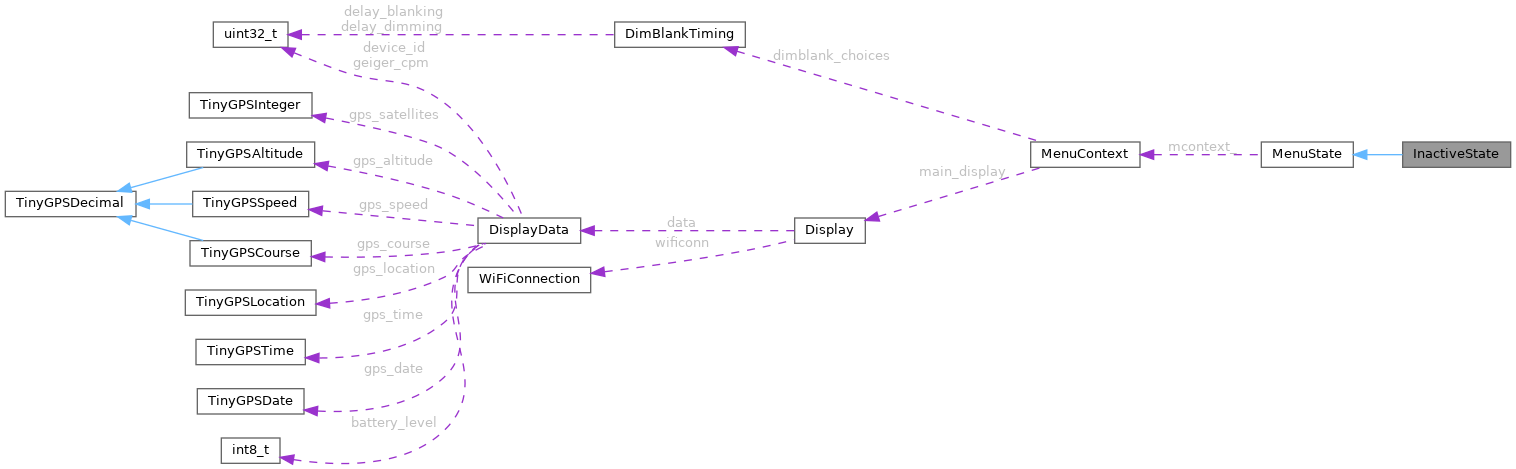 delay_blanking
delay_dimming
uint32_t
DimBlankTiming
device_id
geiger_cpm
dimblank_choices
TinyGPSInteger
gps_satellites
TinyGPSAltitude
gps_altitude
MenuContext
mcontext_
MenuState
InactiveState
main_display
TinyGPSDecimal
TinyGPSSpeed
gps_speed
DisplayData
data
Display
wificonn
TinyGPSCourse
gps_course
gps_location
WiFiConnection
TinyGPSLocation
gps_time
TinyGPSTime
gps_date
TinyGPSDate
battery_level
int8_t